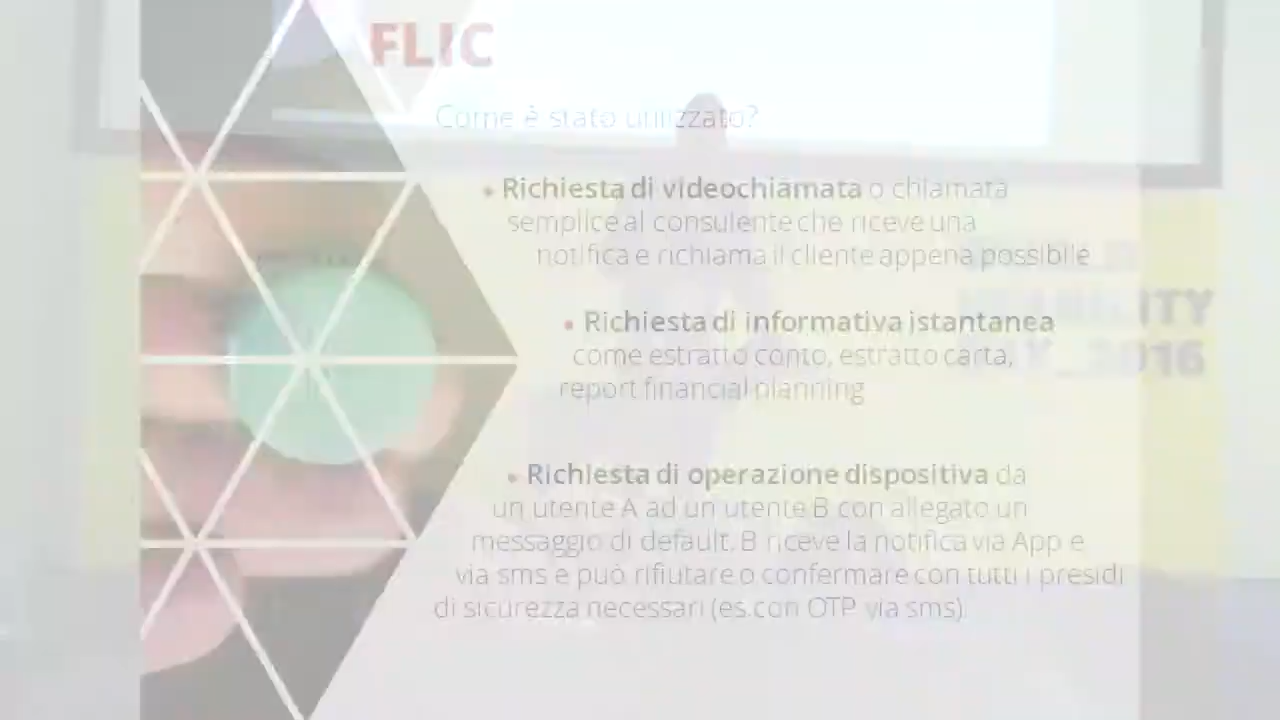 FLIC
Come è stato utilizzato?
• Richiesta di videochiamata o chiamata
semplice al consulente che riceve una
notifica e richiama il cliente appena possibile
• Richiesta di informativa istantanea
come estratto conto, estratto carta,
report financial planning
• Richiesta di operazione dispositiva da
un utente A ad un utente B con allegato un
messaggio di default. B riceve la notifica via App e
via sms e può rifiutare o confermare con tutti i presidi
di sicurezza necessari (es.con OTP via sms).
2016